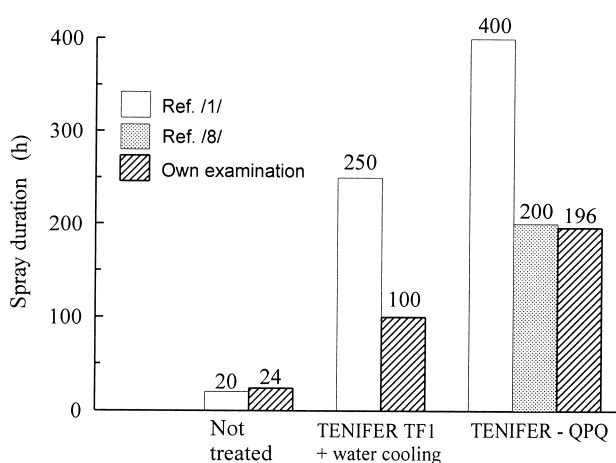 400
300
200
100
0
Spray duration (h)
Ref. /1/
Ref. /8/
Own examination
20
24
250
100
400
200
196
Not
treated
TENIFER TF1
+ water cooling
TENIFER - QPQ